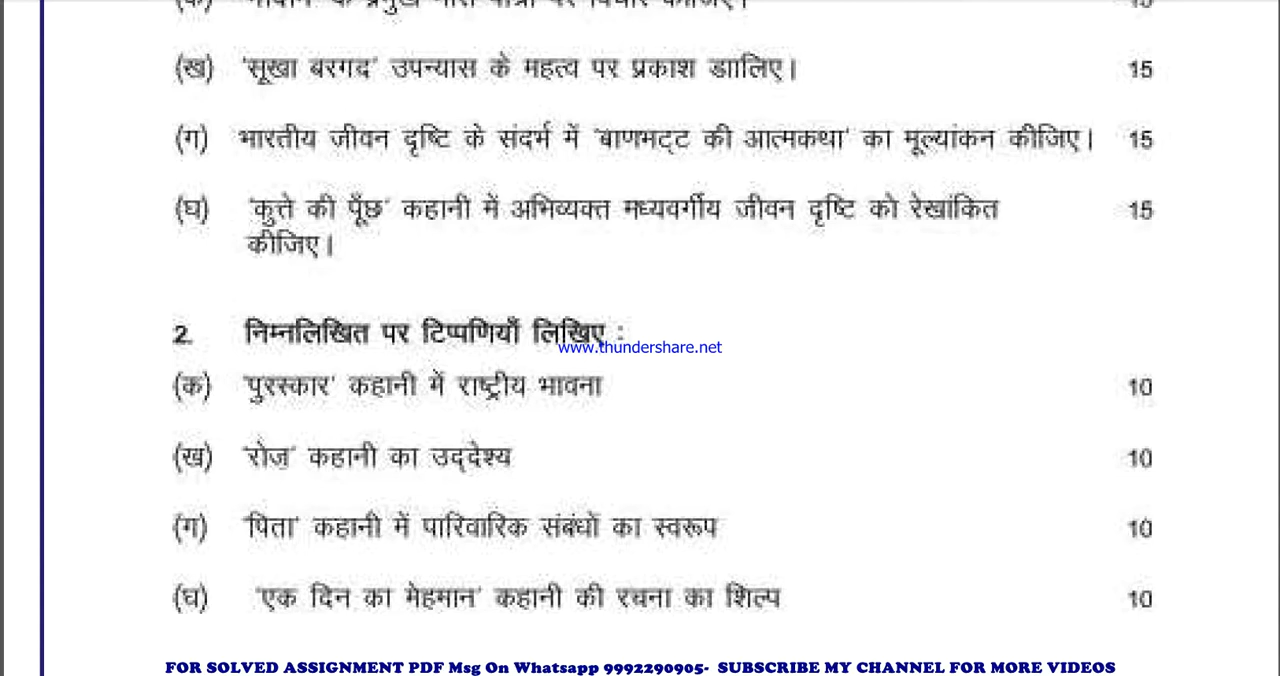 (ख) 'सूखा बरगद' उपन्यास के महत्व पर प्रकाश डाालिए। 15
(ग) भारतीय जीवन दृष्टि के संदर्भ में 'बाणभट्ट की आत्मकथा' का मूल्यांकन कीजिए। 15
(घ) 'कुत्ते की पूँछ' कहानी में अभिव्यक्त मध्यवर्गीय जीवन दृष्टि को रेखांकित 15
कीजिए।
2. निम्नलिखित पर टिप्पणियाँ लिखिए :
www.thundershare.net
(क) 'पुरस्कार' कहानी में राष्ट्रीय भावना 10
(ख) 'रोज़' कहानी का उद्देश्य 10
(ग) 'पिता' कहानी में पारिवारिक संबंधों का स्वरूप 10
(घ) 'एक दिन का मेहमान' कहानी की रचना का शिल्प 10
FOR SOLVED ASSIGNMENT PDF Msg On Whatsapp 9992290905- SUBSCRIBE MY CHANNEL FOR MORE VIDEOS